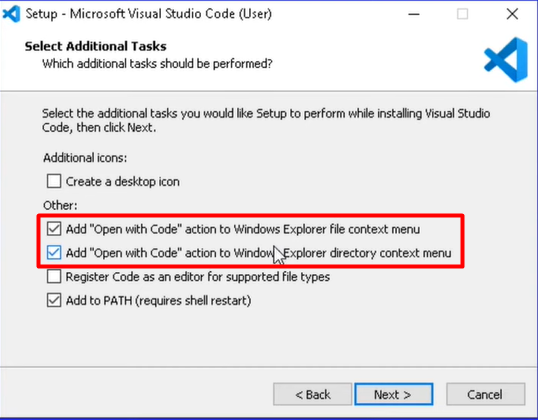 Setup - Microsoft Visual Studio Code (User)
Select Additional Tasks
Which additional tasks should be performed?
Select the additional tasks you would like Setup to perform while installing Visual Studio
Code, then click Next.
Additional icons:
Create a desktop icon
Other:
Add "Open with Code" action to Windows Explorer file context menu
Add "Open with Code" action to Windows Explorer directory context menu
Register Code as an editor for supported file types
Add to PATH (requires shell restart)
< Back
Next >
Cancel